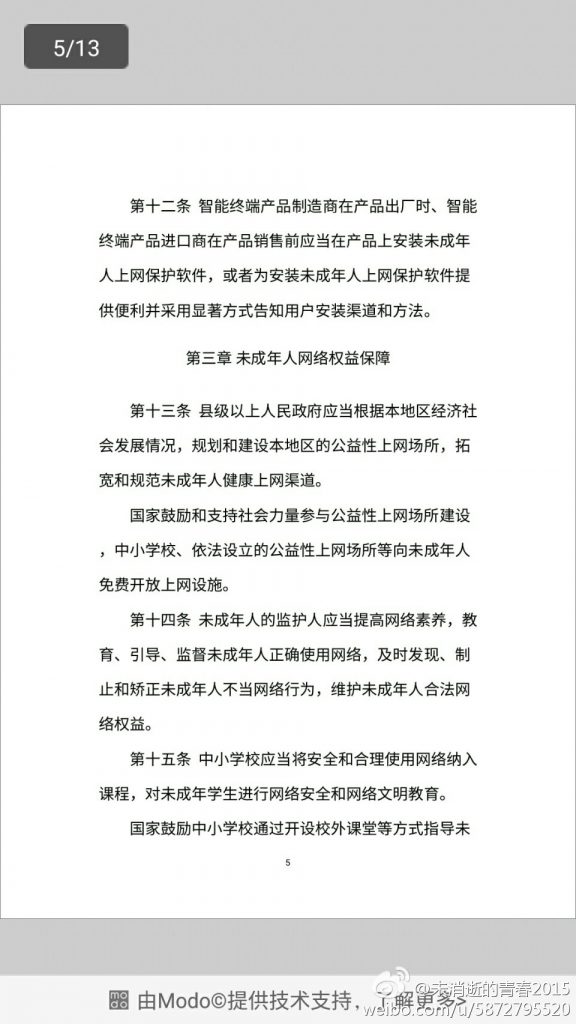 5/13
第十二条 智能终端产品制造商在产品出厂时、智能
终端产品进口商在产品销售前应当在产品上安装未成年
人上网保护软件，或者为安装未成年人上网保护软件提
供便利并采用显著方式告知用户安装渠道和方法。
第三章 未成年人网络权益保障
第十三条 县级以上人民政府应当根据本地区经济社
会发展情况，规划和建设本地区的公益性上网场所，拓
宽和规范未成年人健康上网渠道。
国家鼓励和支持社会力量参与公益性上网场所建设
，中小学校、依法设立的公益性上网场所等向未成年人
免费开放上网设施。
第十四条 未成年人的监护人应当提高网络素养，教
育、引导、监督未成年人正确使用网络，及时发现、制
止和矫正未成年人不当网络行为，维护未成年人合法网
络权益。
第十五条 中小学校应当将安全和合理使用网络纳入
课程，对未成年学生进行网络安全和网络文明教育。
国家鼓励中小学校通过开设校外课堂等方式指导未
5
modo 由Modo©提供技术支持，了解更多>
@未消逝的青春2015
weibo.com/u/5872795520